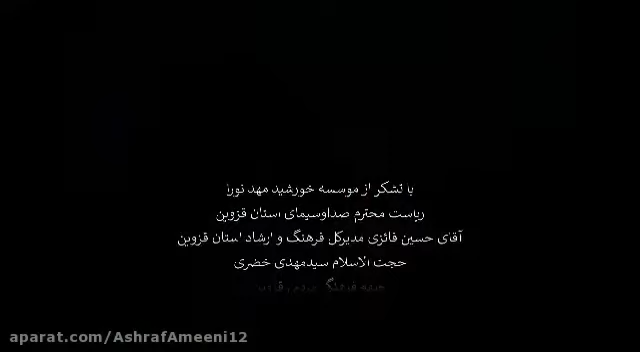 با تشکر از موسسه خورشید مهد نورا
ریاست محترم صداوسیمای استان قزوین
آقای حسین فائزی مدیرکل فرهنگ و ارشاد استان قزوین
حجت الاسلام سیدمهدی خضری
aparat.com/AshrafAmeeni12